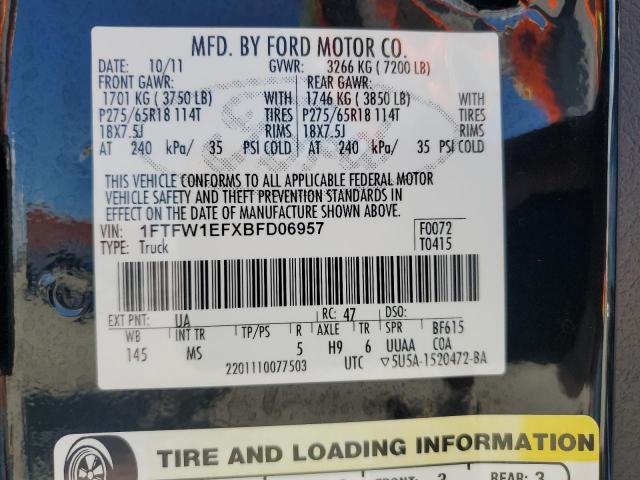 MFD. BY FORD MOTOR CO.
DATE: 10/11 GVWR: 3266 KG ( 7200 LB)
FRONT GAWR: REAR GAWR:
1701 KG ( 3750 LB) WITH 1746 KG ( 3850 LB) WITH
P275/65R18 114T TIRES P275/65R18 114T TIRES
18X7.5J RIMS 18X7.5J RIMS
AT 240 kPa/ 35 PSI COLD AT 240 kPa/ 35 PSI COLD
THIS VEHICLE CONFORMS TO ALL APPLICABLE FEDERAL MOTOR
VEHICLE SAFETY AND THEFT PREVENTION STANDARDS IN
EFFECT ON THE DATE OF MANUFACTURE SHOWN ABOVE.
VIN: 1FTFW1EFXBFD06957 F0072
TYPE: Truck T0415
EXT PNT: UA RC: 47 DSO:
WB INT TR TP/PS R AXLE TR SPR BF615
145 MS 5 H9 6 UUAA COA
2201110077503 UTC ▽5U5A-1520472-BA
TIRE AND LOADING INFORMATION
FRONT: 2 REAR: 3